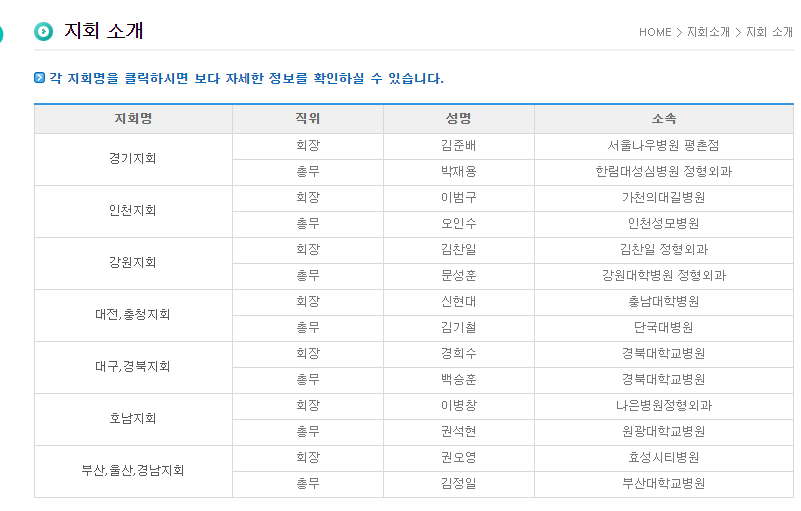 지회 소개
HOME > 지회소개 > 지회 소개
각 지회명을 클릭하시면 보다 자세한 정보를 확인하실 수 있습니다.
지회명 직위 성명 소속
경기지회 회장 김준배 서울나우병원 평촌점
총무 박재용 한림대성심병원 정형외과
인천지회 회장 이범구 가천의대길병원
총무 오인수 인천성모병원
강원지회 회장 김찬일 김찬일 정형외과
총무 문성훈 강원대학병원 정형외과
대전,충청지회 회장 신현대 충남대학병원
총무 김기철 단국대병원
대구,경북지회 회장 경희수 경북대학교병원
총무 백승훈 경북대학교병원
호남지회 회장 이병창 나은병원정형외과
총무 권석현 원광대학교병원
부산,울산,경남지회 회장 권오영 효성시티병원
총무 김정일 부산대학교병원